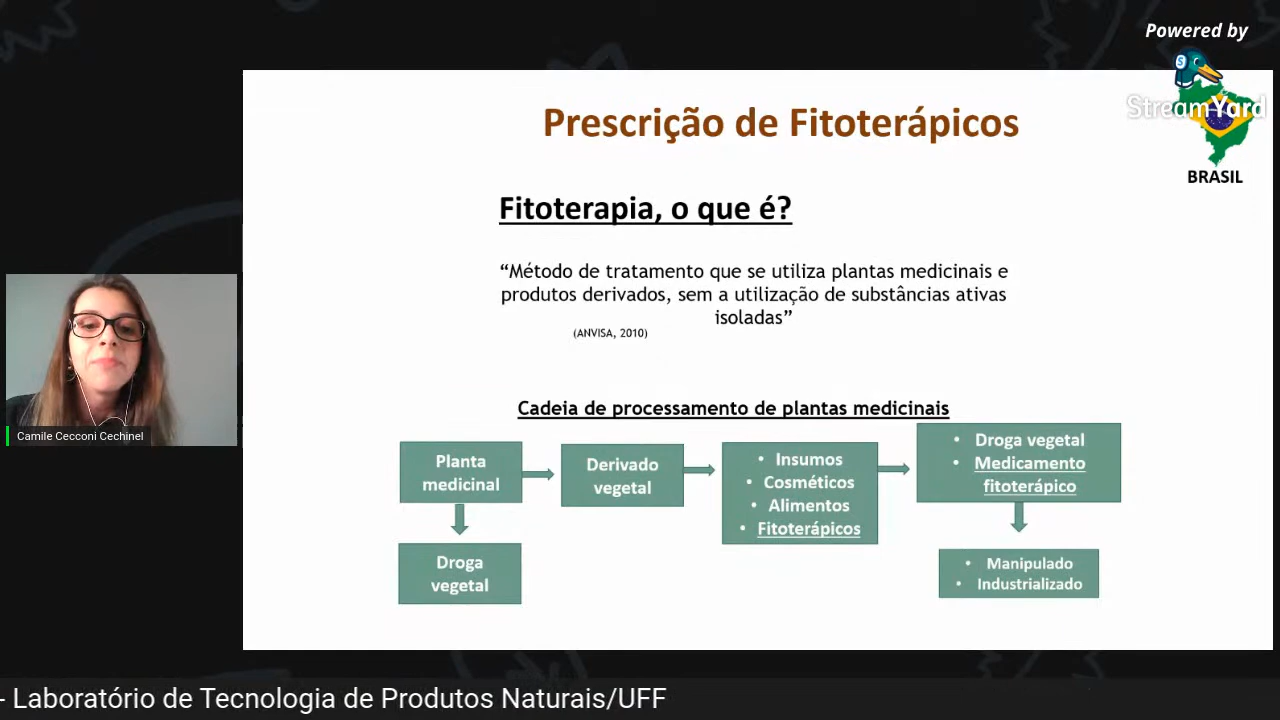 Powered by
StreamYard
BRASIL
Prescrição de Fitoterápicos
Fitoterapia, o que é?
“Método de tratamento que se utiliza plantas medicinais e
produtos derivados, sem a utilização de substâncias ativas
isoladas”
(ANVISA, 2010)
Cadeia de processamento de plantas medicinais
Planta
medicinal
Derivado
vegetal
• Insumos
• Cosméticos
• Alimentos
• Fitoterápicos
• Droga vegetal
• Medicamento
fitoterápico
Droga
vegetal
• Manipulado
• Industrializado
Camile Cecconi Cechinel
- Laboratório de Tecnologia de Produtos Naturais/UFF